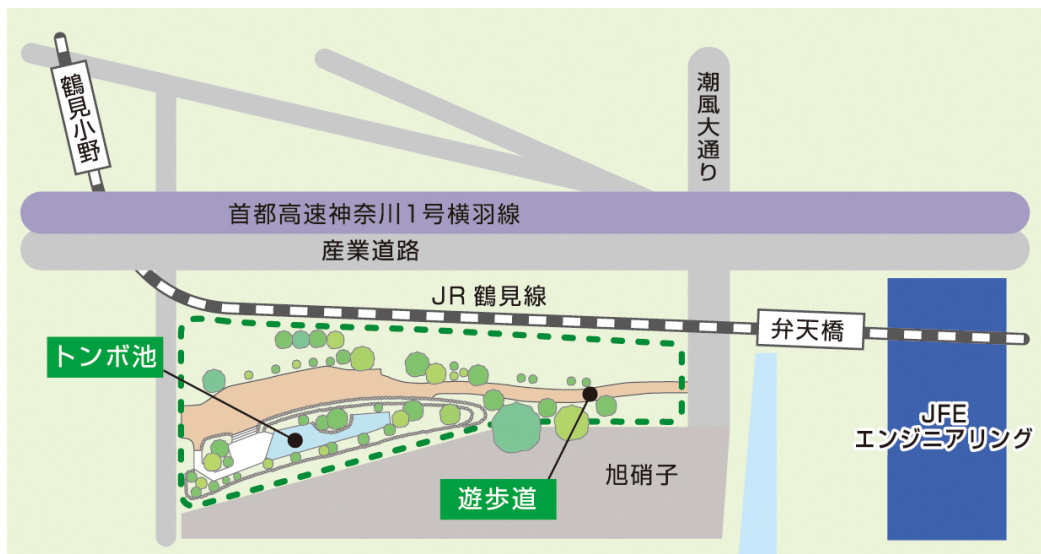 鶴見小野
潮風大通り
首都高速神奈川1号横羽線
産業道路
JR 鶴見線
弁天橋
トンボ池
JFE
エンジニアリング
旭硝子
遊歩道